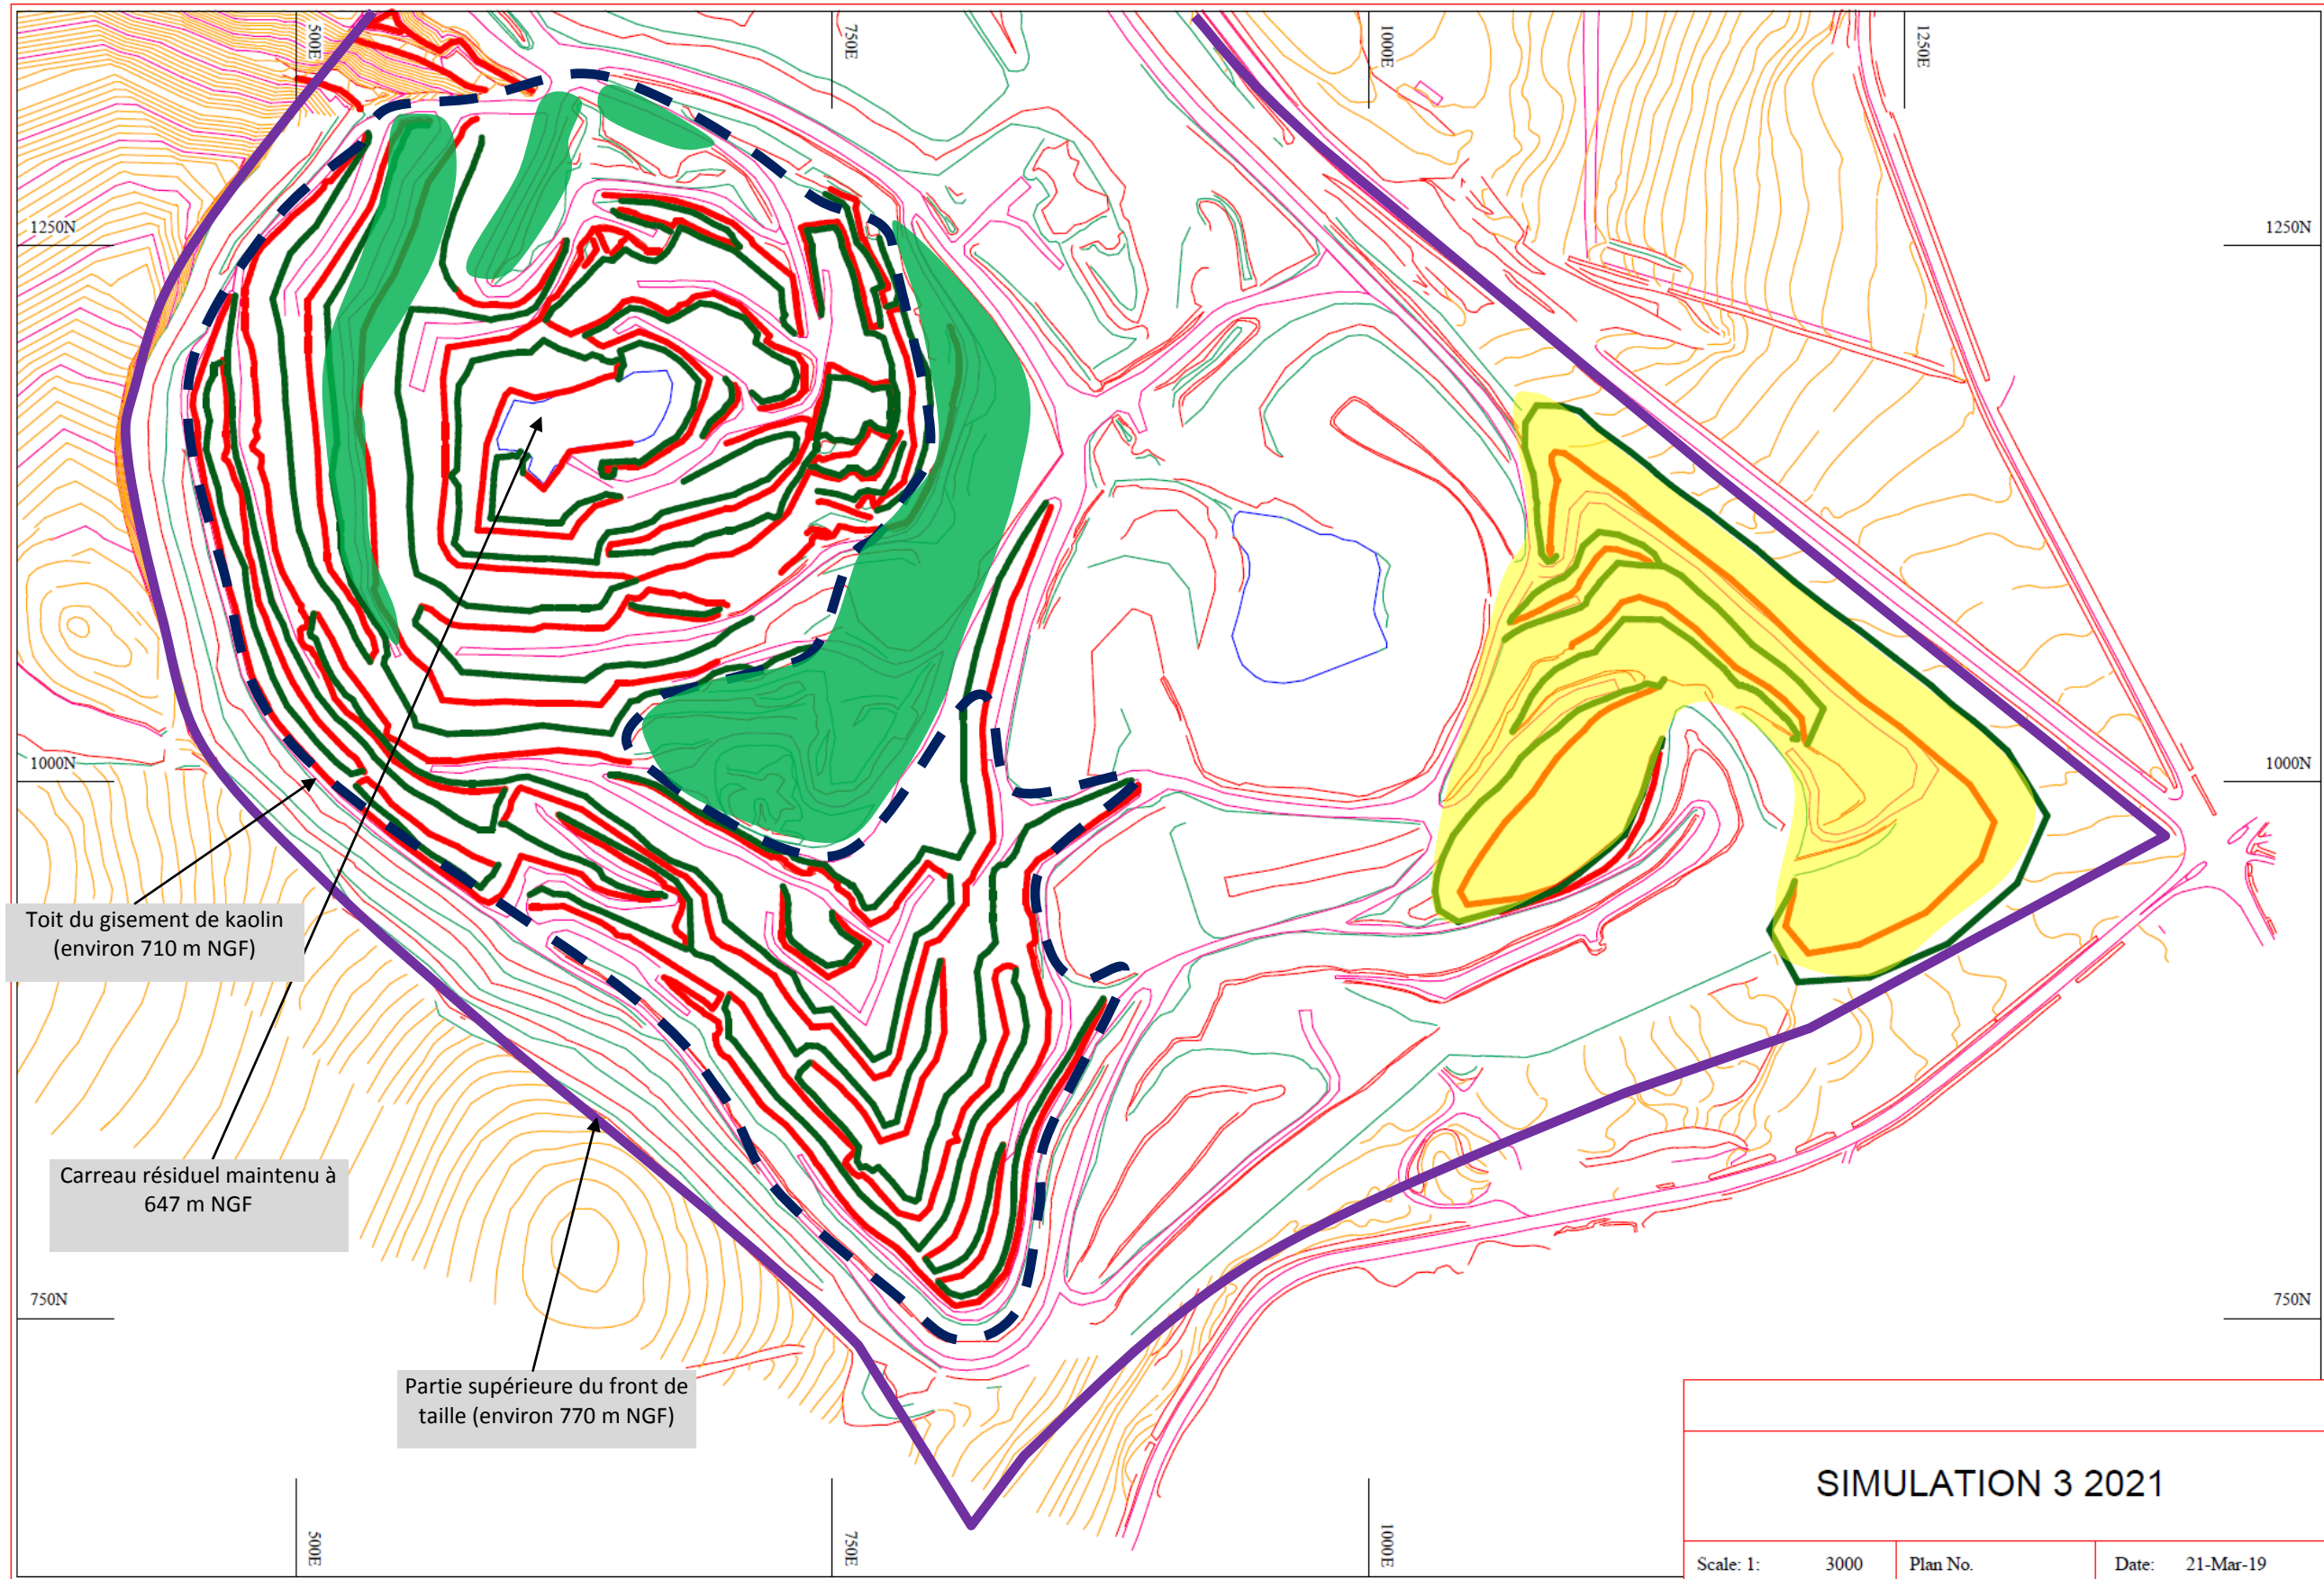 500E
750E
1000E
1250E
1250N
1250N
1000N
1000N
Toit du gisement de kaolin
(environ 710 m NGF)
Carreau résiduel maintenu à
647 m NGF
750N
750N
Partie supérieure du front de
taille (environ 770 m NGF)
500E
750E
1000E
SIMULATION 3 2021
Scale: 1: 3000 Plan No. Date: 21-Mar-19